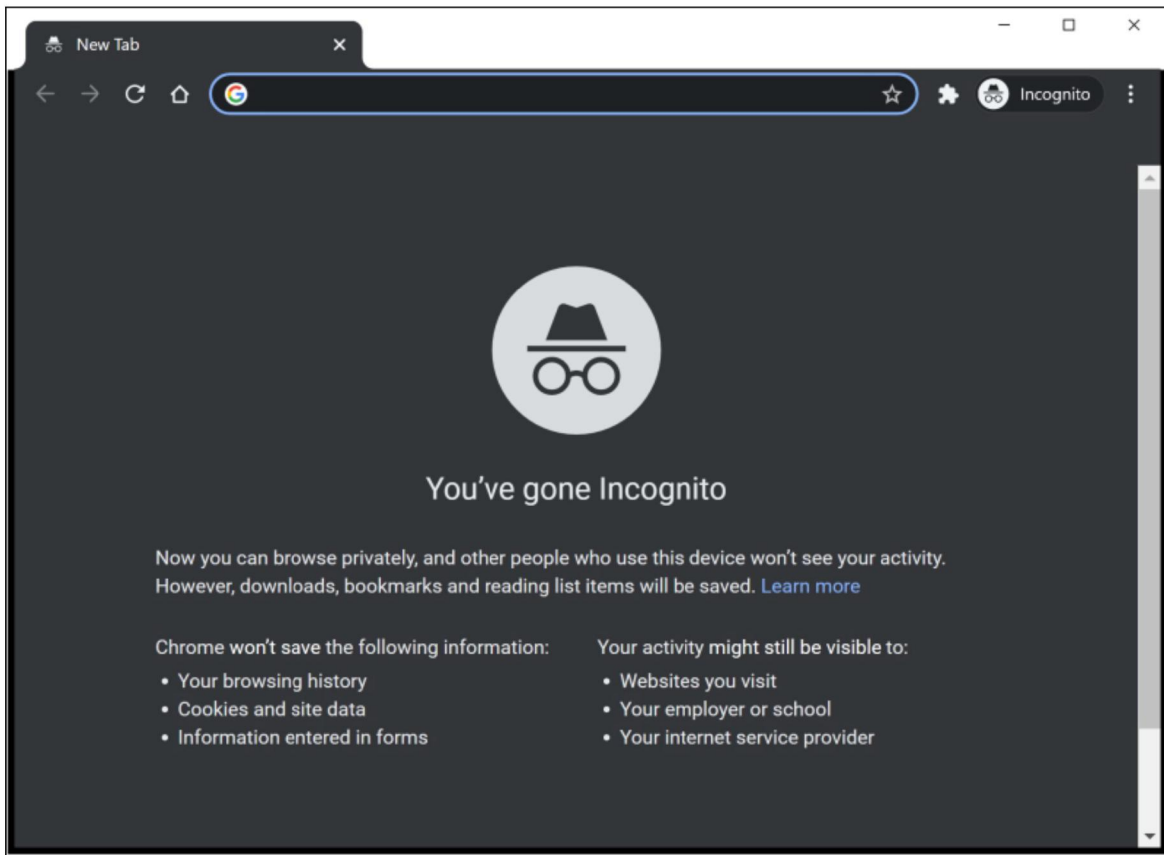 New Tab
Incognito
You’ve gone Incognito
Now you can browse privately, and other people who use this device won’t see your activity.
However, downloads, bookmarks and reading list items will be saved. Learn more
Chrome won’t save the following information:
• Your browsing history
• Cookies and site data
• Information entered in forms
Your activity might still be visible to:
• Websites you visit
• Your employer or school
• Your internet service provider